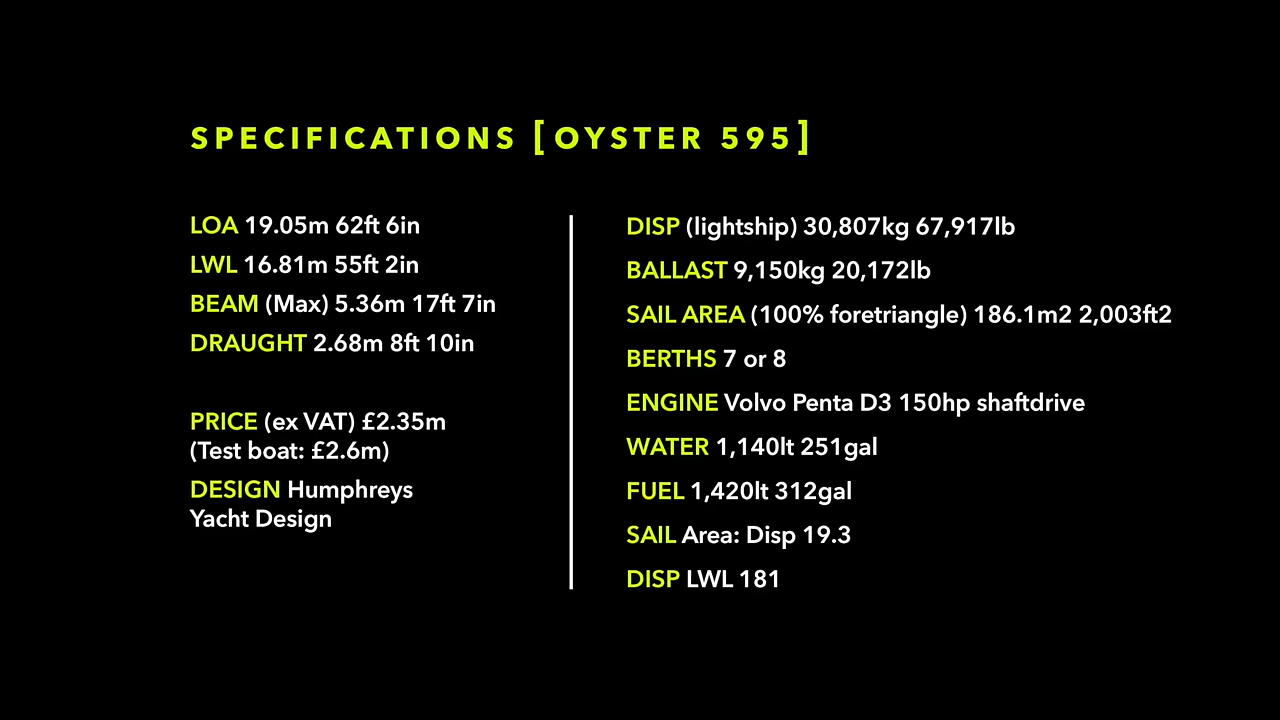 SPECIFICATIONS [OYSTER 595]
LOA 19.05m 62ft 6in
LWL 16.81m 55ft 2in
BEAM (Max) 5.36m 17ft 7in
DRAUGHT 2.68m 8ft 10in
PRICE (ex VAT) £2.35m
(Test boat: £2.6m)
DESIGN Humphreys
Yacht Design
DISP (lightship) 30,807kg 67,917lb
BALLAST 9,150kg 20,172lb
SAIL AREA (100% foretriangle) 186.1m2 2,003ft2
BERTHS 7 or 8
ENGINE Volvo Penta D3 150hp shaftdrive
WATER 1,140lt 251gal
FUEL 1,420lt 312gal
SAIL Area: Disp 19.3
DISP LWL 181